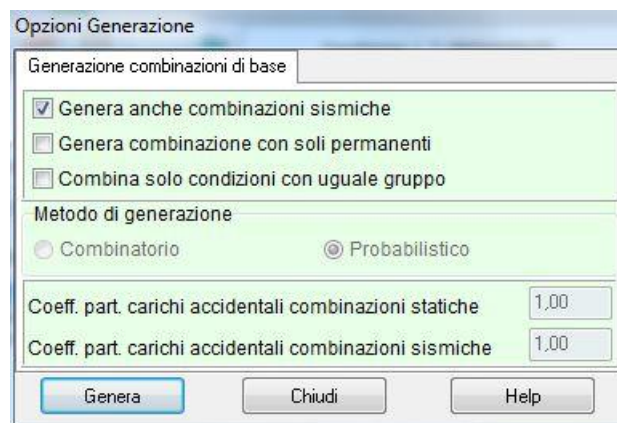 Opzioni Generazione
Generazione combinazioni di base
Genera anche combinazioni sismiche
Genera combinazione con soli permanenti
Combina solo condizioni con uguale gruppo
Metodo di generazione
Combinatorio Probabilistico
Coeff. part. carichi accidentali combinazioni statiche 1,00
Coeff. part. carichi accidentali combinazioni sismiche 1,00
Genera Chiudi Help